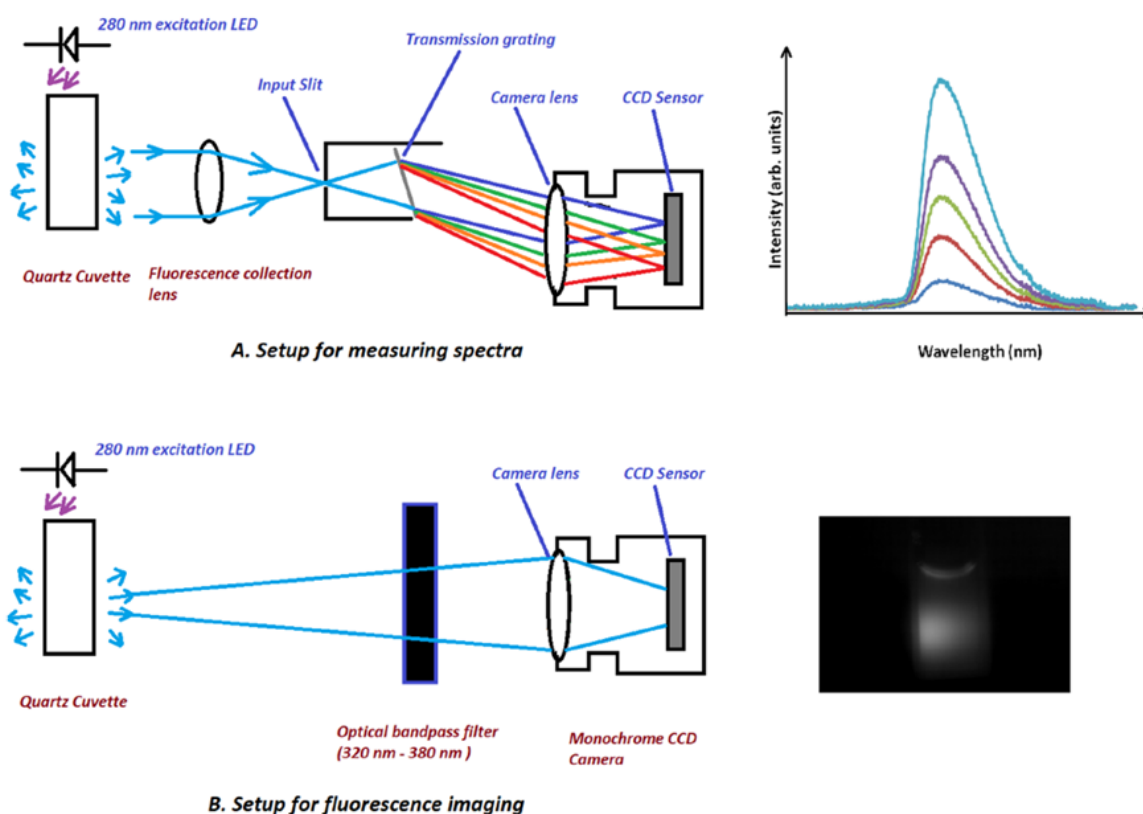 280 nm excitation LED
Transmission grating
Input Slit
Camera lens
CCD Sensor
Quartz Cuvette
Fluorescence collection
lens
A. Setup for measuring spectra
Intensity (arb. units)
Wavelength (nm)
280 nm excitation LED
Camera lens
CCD Sensor
Quartz Cuvette
Optical bandpass filter
(320 nm - 380 nm )
Monochrome CCD
Camera
B. Setup for fluorescence imaging